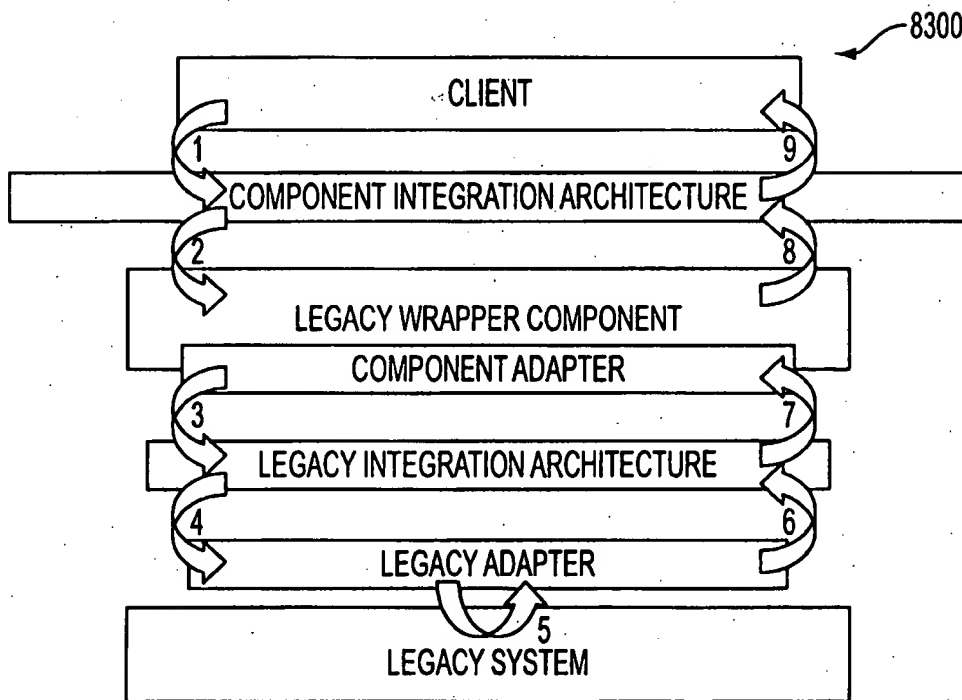 8300
CLIENT
1 9
COMPONENT INTEGRATION ARCHITECTURE
2 8
LEGACY WRAPPER COMPONENT
COMPONENT ADAPTER
3 7
LEGACY INTEGRATION ARCHITECTURE
4 6
LEGACY ADAPTER
5
LEGACY SYSTEM